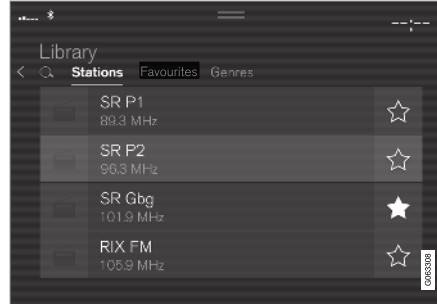 --:--
Library
Stations Favourites Genres
SR P1
89.3 MHz
SR P2
96.3 MHz
SR Gbg
101.9 MHz
RIX FM
105.9 MHz
G063308